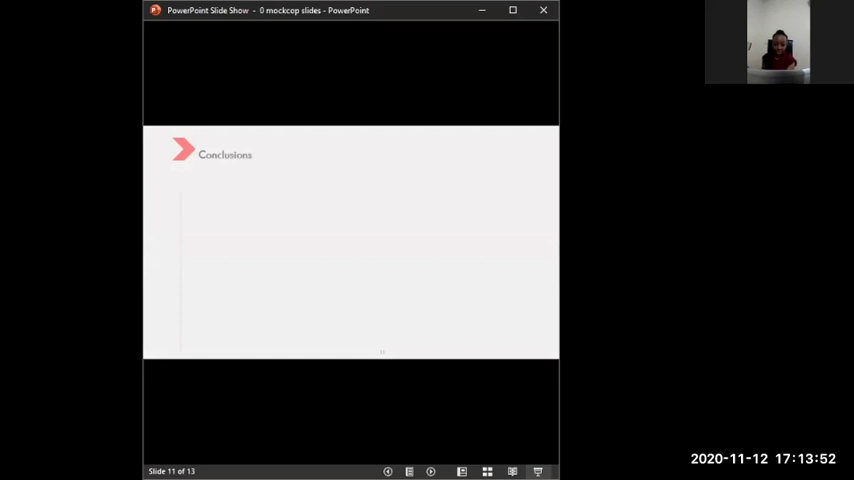 PowerPoint Slide Show - 0 mockcop slides - PowerPoint
Conclusions
Slide 11 of 13
2020-11-12 17:13:52